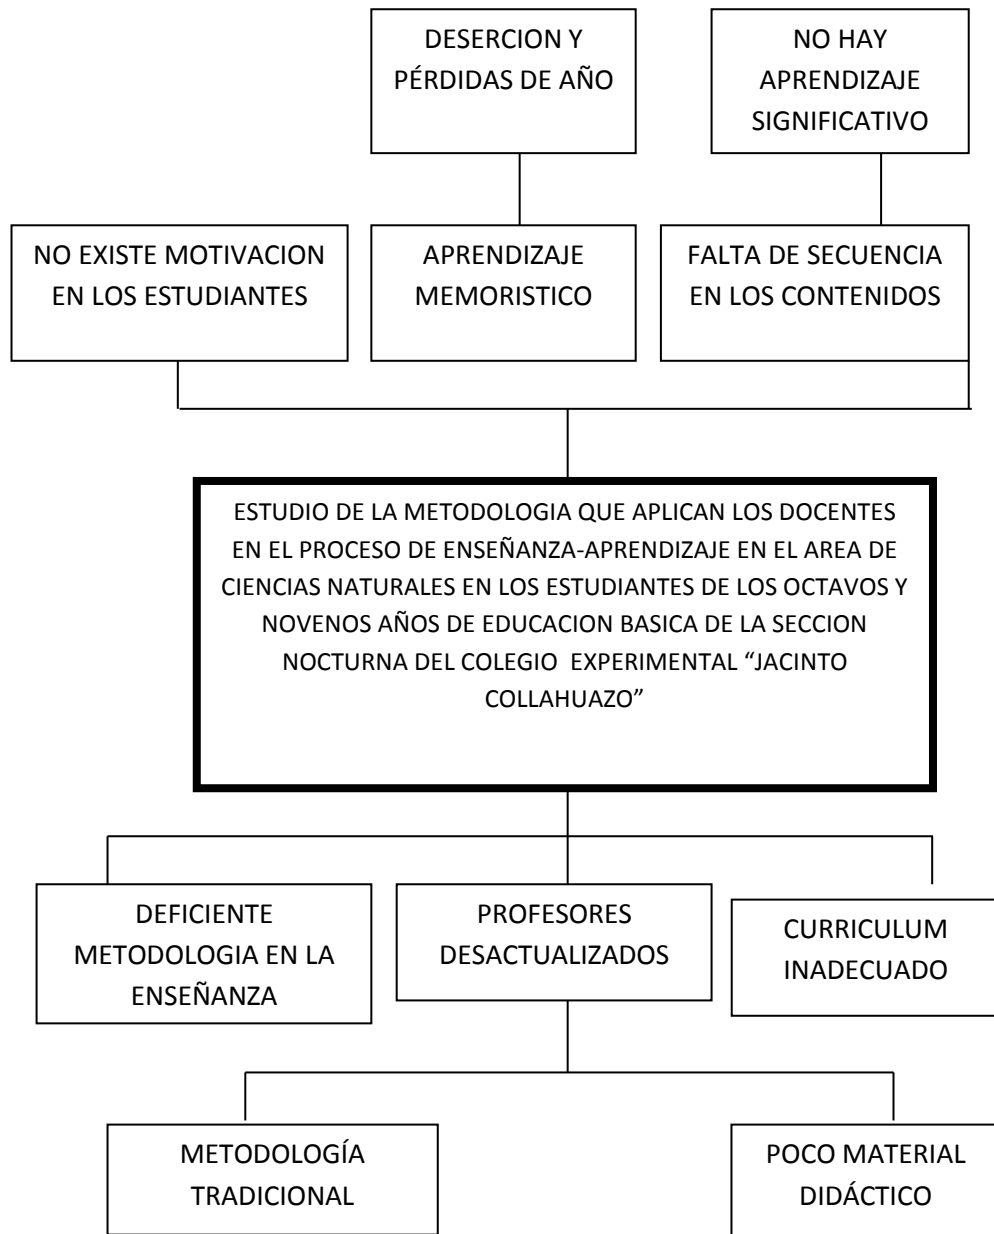 DESERCION Y
PÉRDIDAS DE AÑO
NO HAY
APRENDIZAJE
SIGNIFICATIVO
NO EXISTE MOTIVACION
EN LOS ESTUDIANTES
APRENDIZAJE
MEMORISTICO
FALTA DE SECUENCIA
EN LOS CONTENIDOS
ESTUDIO DE LA METODOLOGIA QUE APLICAN LOS DOCENTES
EN EL PROCESO DE ENSEÑANZA-APRENDIZAJE EN EL AREA DE
CIENCIAS NATURALES EN LOS ESTUDIANTES DE LOS OCTAVOS Y
NOVENOS AÑOS DE EDUCACION BASICA DE LA SECCION
NOCTURNA DEL COLEGIO  EXPERIMENTAL “JACINTO
COLLAHUAZO”
DEFICIENTE
METODOLOGIA EN LA
ENSEÑANZA
PROFESORES
DESACTUALIZADOS
CURRICULUM
INADECUADO
METODOLOGÍA
TRADICIONAL
POCO MATERIAL
DIDÁCTICO